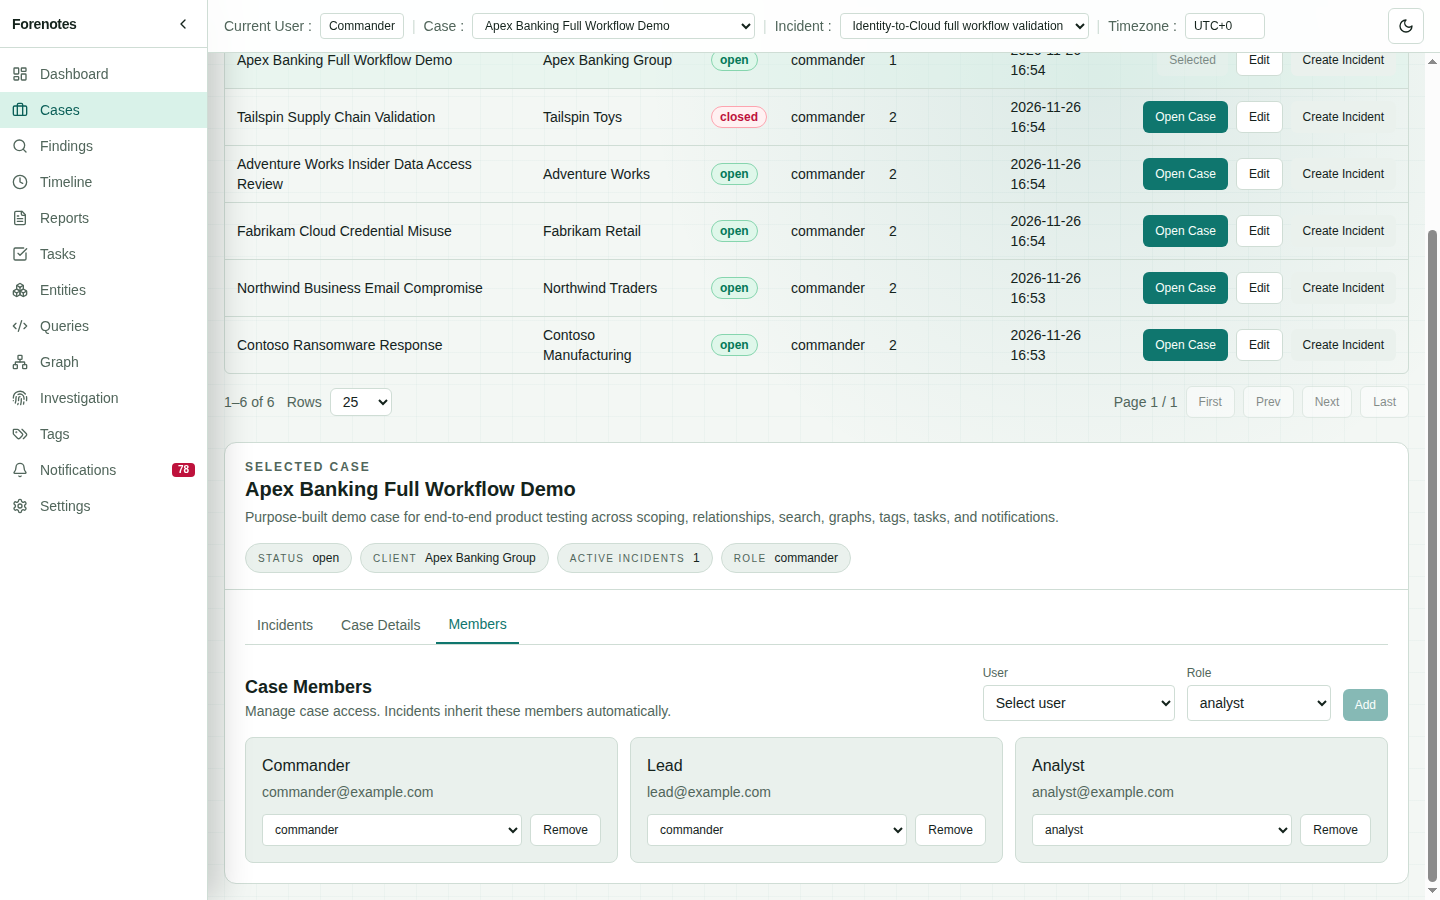 Forenotes
Current User :
Commander
Case :
Apex Banking Full Workflow Demo
Incident :
Identity-to-Cloud full workflow validation
Timezone :
UTC+0
Dashboard
Cases
Findings
Timeline
Reports
Tasks
Entities
Queries
Graph
Investigation
Tags
Notifications 78
Settings
Apex Banking Full Workflow Demo
Apex Banking Group
open
commander
1
16:54
Selected
Edit
Create Incident
Tailspin Supply Chain Validation
Tailspin Toys
closed
commander
2
2026-11-26
16:54
Open Case
Edit
Create Incident
Adventure Works Insider Data Access
Review
Adventure Works
open
commander
2
2026-11-26
16:54
Open Case
Edit
Create Incident
Fabrikam Cloud Credential Misuse
Fabrikam Retail
open
commander
2
2026-11-26
16:54
Open Case
Edit
Create Incident
Northwind Business Email Compromise
Northwind Traders
open
commander
2
2026-11-26
16:53
Open Case
Edit
Create Incident
Contoso Ransomware Response
Contoso
Manufacturing
open
commander
2
2026-11-26
16:53
Open Case
Edit
Create Incident
1–6 of 6
Rows
25
Page 1 / 1
First
Prev
Next
Last
SELECTED CASE
Apex Banking Full Workflow Demo
Purpose-built demo case for end-to-end product testing across scoping, relationships, search, graphs, tags, tasks, and notifications.
STATUS open
CLIENT Apex Banking Group
ACTIVE INCIDENTS 1
ROLE commander
Incidents
Case Details
Members
Case Members
Manage case access. Incidents inherit these members automatically.
User
Select user
Role
analyst
Add
Commander
commander@example.com
commander
Remove
Lead
lead@example.com
commander
Remove
Analyst
analyst@example.com
analyst
Remove